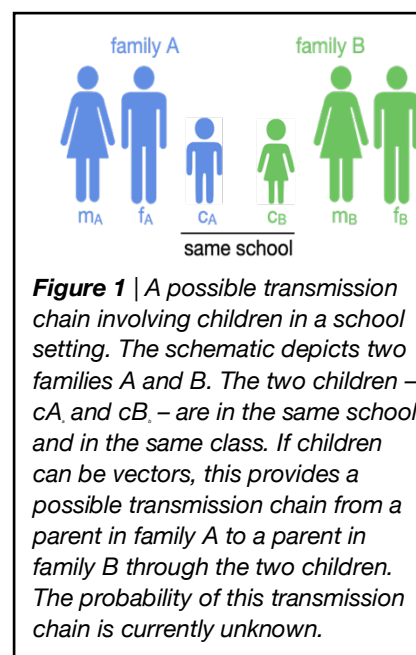 family A family B
mA fA cA cB mB fB
same school
Figure 1 | A possible transmission
chain involving children in a school
setting. The schematic depicts two
families A and B. The two children –
cA, and cB, – are in the same school
and in the same class. If children
can be vectors, this provides a
possible transmission chain from a
parent in family A to a parent in
family B through the two children.
The probability of this transmission
chain is currently unknown.